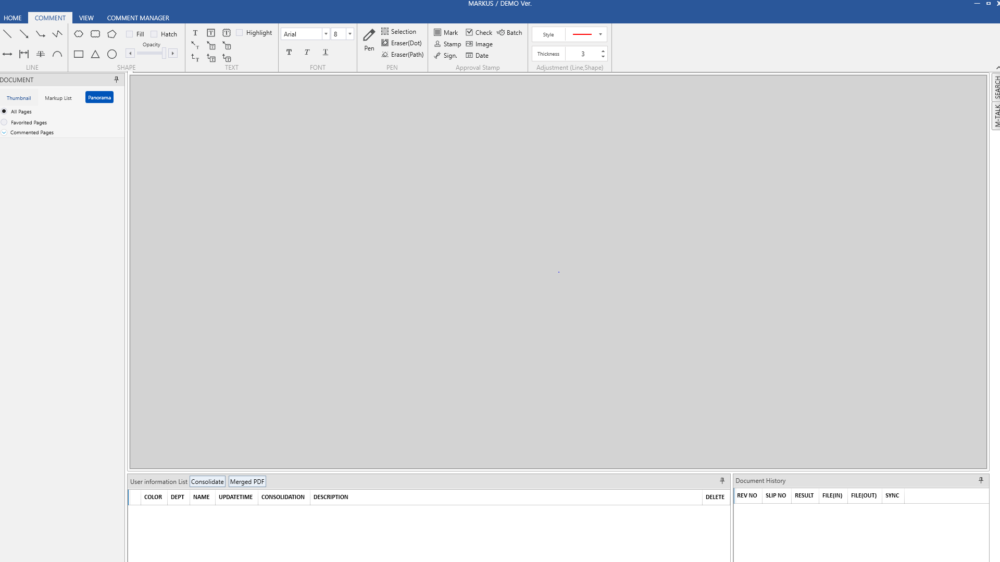 MARKUS / DEMO Ver.
HOME COMMENT VIEW COMMENT MANAGER
Fill Hatch
Opacity
T T T Highlight
Arial 8
T T T
Pen
Selection
Eraser(Dot)
Eraser(Path)
Mark Check Batch
Stamp Image
Sign. 31 Date
Style
Thickness 3
LINE SHAPE TEXT FONT PEN Approval Stamp Adjustment (Line,Shape)
DOCUMENT
Thumbnail Markup List Panorama
All Pages
Favorited Pages
Commented Pages
SEARCH
M-TALK
User information List Consolidate Merged PDF
COLOR DEPT NAME UPDATETIME CONSOLIDATION DESCRIPTION DELETE
Document History
REV NO SLIP NO RESULT FILE(IN) FILE(OUT) SYNC